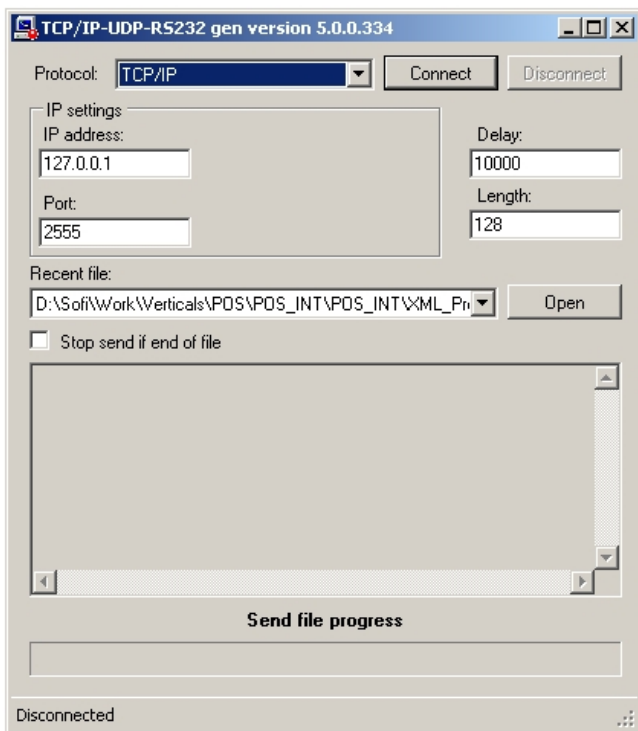 TCP/IP-UDP-RS232 gen version 5.0.0.334
Protocol: TCP/IP Connect Disconnect
IP settings
IP address:
127.0.0.1
Port:
2555
Delay:
10000
Length:
128
Recent file:
D:\Sofi\Work\Verticals\POS\POS_INT\POS_INT\XML_Pr Open
Stop send if end of file
Send file progress
Disconnected